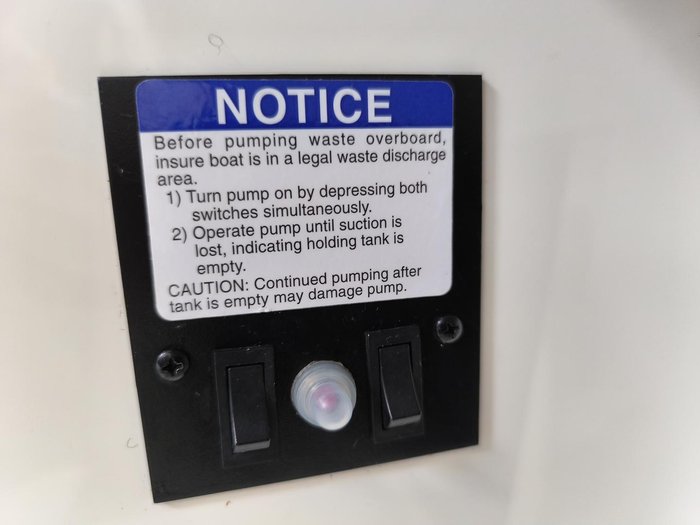 NOTICE
Before pumping waste overboard,
insure boat is in a legal waste discharge
area.
1) Turn pump on by depressing both
switches simultaneously.
2) Operate pump until suction is
lost, indicating holding tank is
empty.
CAUTION: Continued pumping after
tank is empty may damage pump.